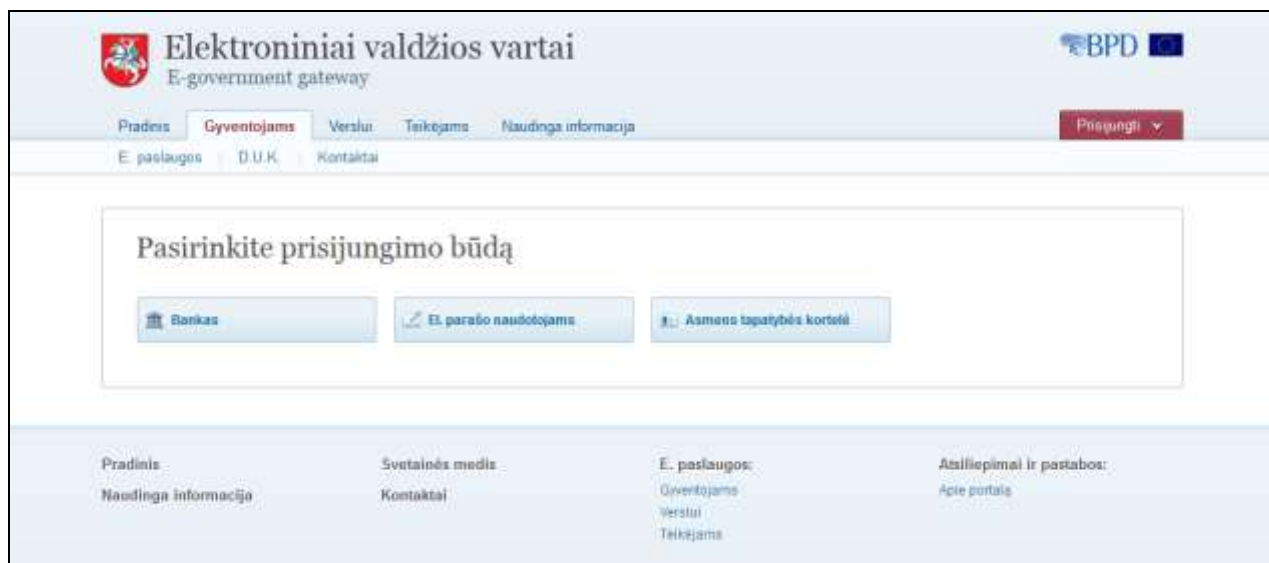 Elektroniniai valdžios vartai
E-government gateway
BPD
Pradinis Gyventojams Verslui Teikėjams Naudinga informacija Prisijungti
E. paslaugos D.U.K. Kontaktai
Pasirinkite prisijungimo būdą
Bankas El. parašo naudotojams Asmens tapatybės kortelė
Pradinis Svetainės medis E. paslaugos: Atsiliepimai ir pastabos:
Naudinga informacija Kontaktai Gyventojams Apie portalą
Verslui
Teikėjams